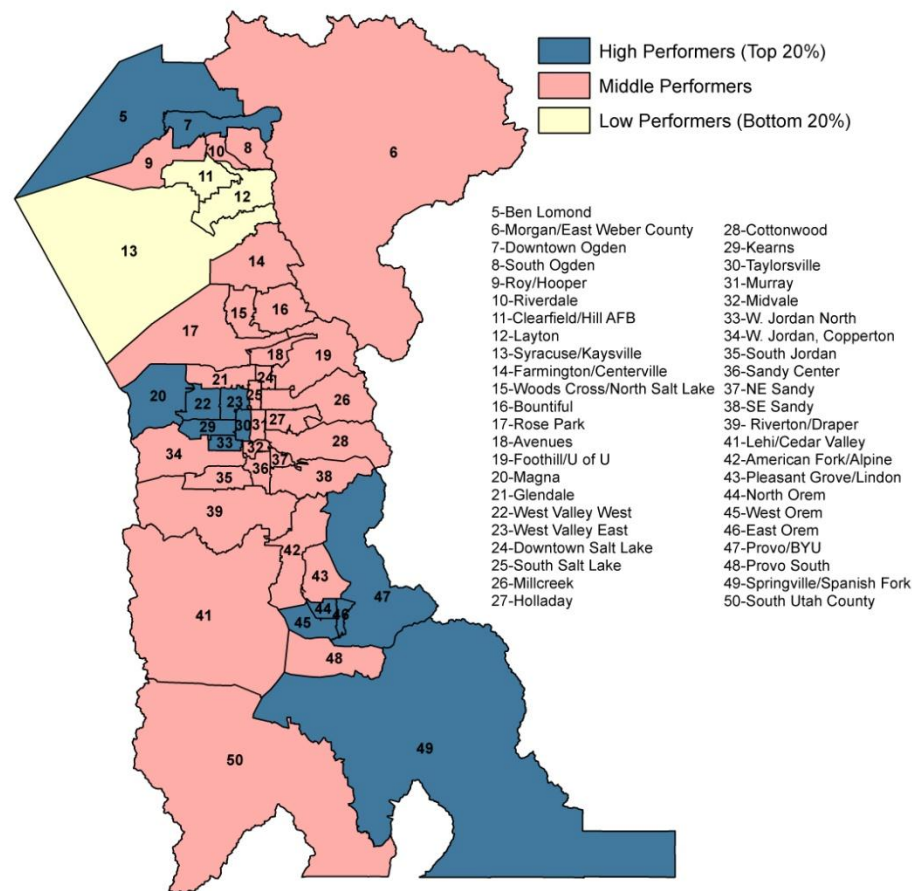 High Performers (Top 20%)
Middle Performers
Low Performers (Bottom 20%)
5-Ben Lomond
6-Morgan/East Weber County
7-Downtown Ogden
8-South Ogden
9-Roy/Hooper
10-Riverdale
11-Clearfield/Hill AFB
12-Layton
13-Syracuse/Kaysville
14-Farmington/Centerville
15-Woods Cross/North Salt Lake
16-Bountiful
17-Rose Park
18-Avenues
19-Foothill/U of U
20-Magna
21-Glendale
22-West Valley West
23-West Valley East
24-Downtown Salt Lake
25-South Salt Lake
26-Millcreek
27-Holladay
28-Cottonwood
29-Kearns
30-Taylorsville
31-Murray
32-Midvale
33-W. Jordan North
34-W. Jordan, Copperton
35-South Jordan
36-Sandy Center
37-NE Sandy
38-SE Sandy
39- Riverton/Draper
41-Lehi/Cedar Valley
42-American Fork/Alpine
43-Pleasant Grove/Lindon
44-North Orem
45-West Orem
46-East Orem
47-Provo/BYU
48-Provo South
49-Springville/Spanish Fork
50-South Utah County
5
7
6
10
8
9
11
12
13
14
15
16
17
18
19
21
24
20
22
23
25
26
29
30
31
27
33
32
28
34
37
36
35
38
39
42
43
47
44
46
45
41
48
49
50